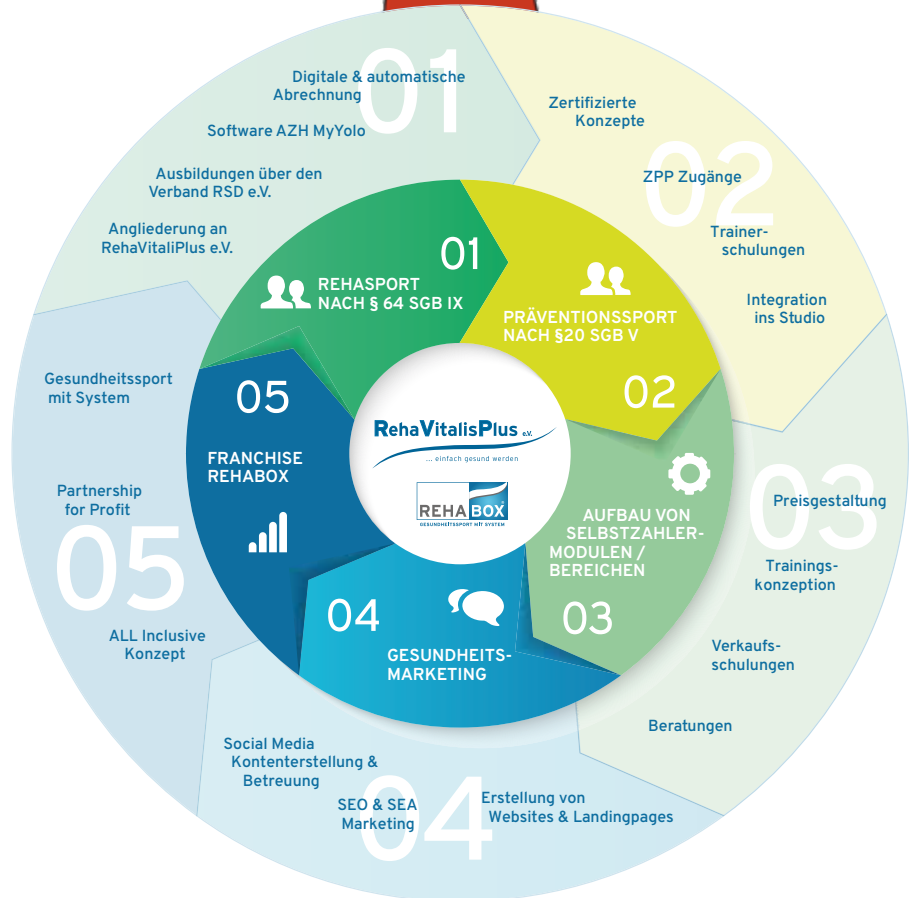 01
Digitale & automatische
Abrechnung
Software AZH MyYolo
Ausbildungen über den
Verband RSD e.V.
Angliederung an
RehaVitaliPlus e.V.
02
Zertifizierte
Konzepte
ZPP Zugänge
Trainer-
schulungen
Integration
ins Studio
03
Preisgestaltung
Trainings-
konzeption
Verkaufs-
schulungen
Beratungen
04
Social Media
Kontenterstellung &
Betreuung
SEO & SEA
Marketing
Erstellung von
Websites & Landingpages
05
Gesundheitssport
mit System
Partnership
for Profit
ALL Inclusive
Konzept
01
REHASPORT
NACH § 64 SGB IX
PRÄVENTIONSSPORT
NACH §20 SGB V
02
AUFBAU VON
SELBSTZAHLER-
MODULEN /
BEREICHEN
03
04
GESUNDHEITS-
MARKETING
05
FRANCHISE
REHABOX
RehaVitalisPlus e.V.
... einfach gesund werden
REHA BOX
GESUNDHEITSSPORT MIT SYSTEM